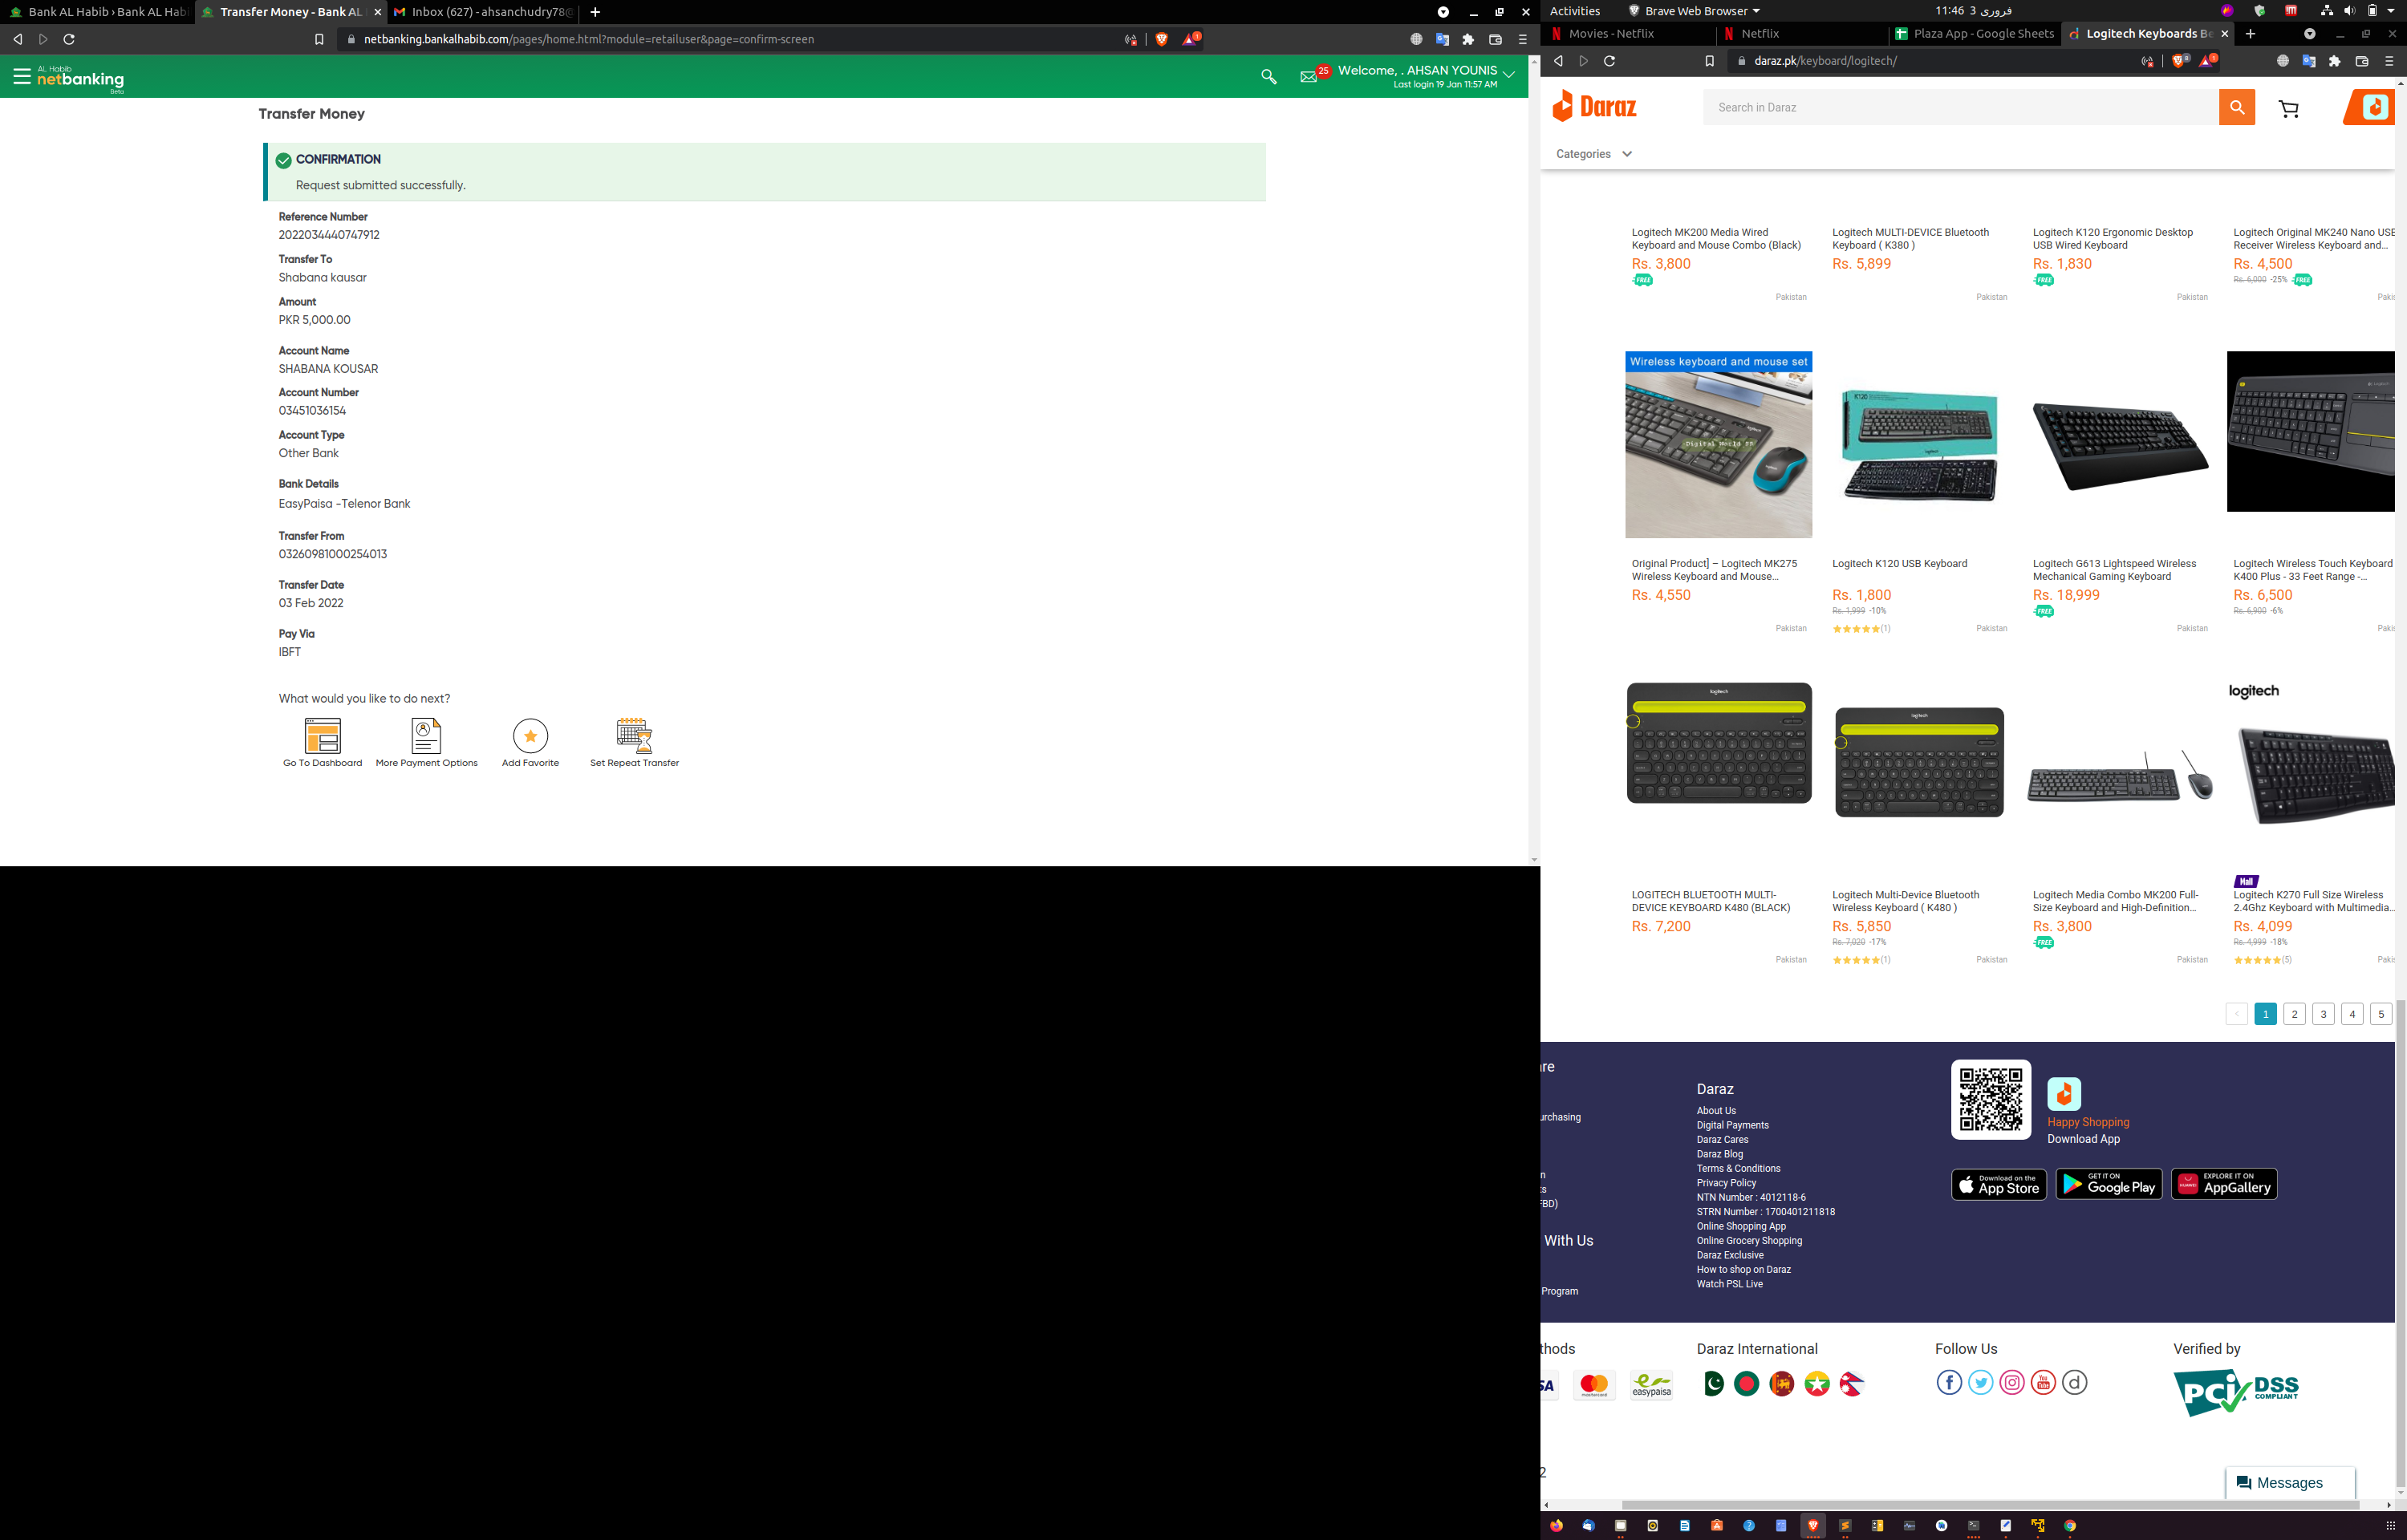 Bank AL Habib › Bank AL Hab
Transfer Money - Bank AL
Inbox (627) - ahsanchudry78@
netbanking.bankalhabib.com/pages/home.html?module=retailuser&page=confirm-screen
AL Habib
netbanking
Beta
25
Welcome, . AHSAN YOUNIS
Last login 19 Jan 11:57 AM
Transfer Money
CONFIRMATION
Request submitted successfully.
Reference Number
2022034440747912
Transfer To
Shabana kausar
Amount
PKR 5,000.00
Account Name
SHABANA KOUSAR
Account Number
03451036154
Account Type
Other Bank
Bank Details
EasyPaisa -Telenor Bank
Transfer From
03260981000254013
Transfer Date
03 Feb 2022
Pay Via
IBFT
What would you like to do next?
Go To Dashboard
More Payment Options
Add Favorite
Set Repeat Transfer
Activities
Brave Web Browser
11:46 3 فروری
Movies - Netflix
Netflix
Plaza App - Google Sheets
Logitech Keyboards Be
daraz.pk/keyboard/logitech/
Daraz
Search in Daraz
Categories
Logitech MK200 Media Wired
Keyboard and Mouse Combo (Black)
Rs. 3,800
FREE
Pakistan
Logitech MULTI-DEVICE Bluetooth
Keyboard ( K380 )
Rs. 5,899
Pakistan
Logitech K120 Ergonomic Desktop
USB Wired Keyboard
Rs. 1,830
FREE
Pakistan
Logitech Original MK240 Nano USB
Receiver Wireless Keyboard and...
Rs. 4,500
Rs. 6,000 -25% FREE
Pakis
Wireless keyboard and mouse set
Original Product] – Logitech MK275
Wireless Keyboard and Mouse...
Rs. 4,550
Pakistan
K120
Logitech K120 USB Keyboard
Rs. 1,800
Rs. 1,999 -10%
(1)
Pakistan
Logitech G613 Lightspeed Wireless
Mechanical Gaming Keyboard
Rs. 18,999
FREE
Pakistan
Logitech Wireless Touch Keyboard
K400 Plus - 33 Feet Range -...
Rs. 6,500
Rs. 6,900 -6%
Pakis
logitech
LOGITECH BLUETOOTH MULTI-
DEVICE KEYBOARD K480 (BLACK)
Rs. 7,200
Pakistan
logitech
Logitech Multi-Device Bluetooth
Wireless Keyboard ( K480 )
Rs. 5,850
Rs. 7,020 -17%
(1)
Pakistan
Logitech Media Combo MK200 Full-
Size Keyboard and High-Definition...
Rs. 3,800
FREE
Pakistan
logitech
Mall
Logitech K270 Full Size Wireless
2.4Ghz Keyboard with Multimedia...
Rs. 4,099
Rs. 4,999 -18%
(5)
Pakis
< 1 2 3 4 5
are
urchasing
n
ts
FBD)
With Us
Program
Daraz
About Us
Digital Payments
Daraz Cares
Daraz Blog
Terms & Conditions
Privacy Policy
NTN Number : 4012118-6
STRN Number : 1700401211818
Online Shopping App
Online Grocery Shopping
Daraz Exclusive
How to shop on Daraz
Watch PSL Live
Happy Shopping
Download App
Download on the
App Store
GET IT ON
Google Play
EXPLORE IT ON
AppGallery
thods
SA
mastercard
easypaisa
Daraz International
Follow Us
You
Tube
Verified by
PCI DSS
COMPLIANT
2
Messages